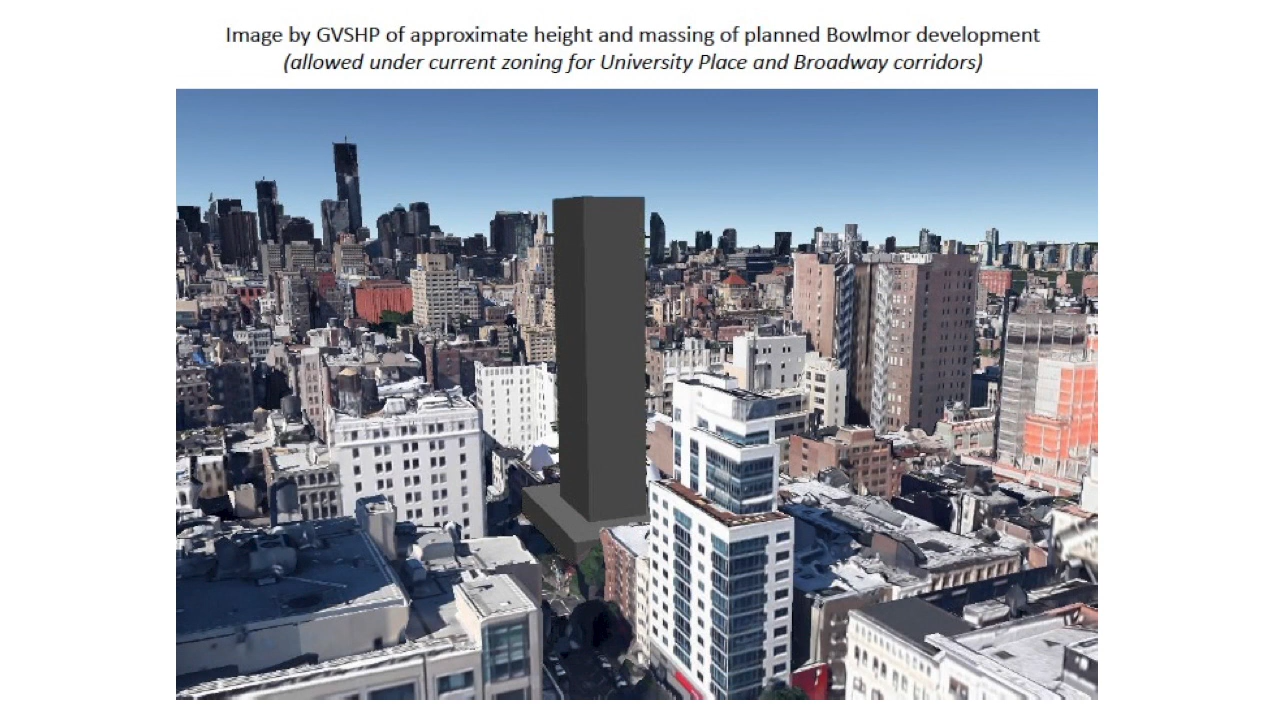 Image by GVSHP of approximate height and massing of planned Bowlmor development
(allowed under current zoning for University Place and Broadway corridors)